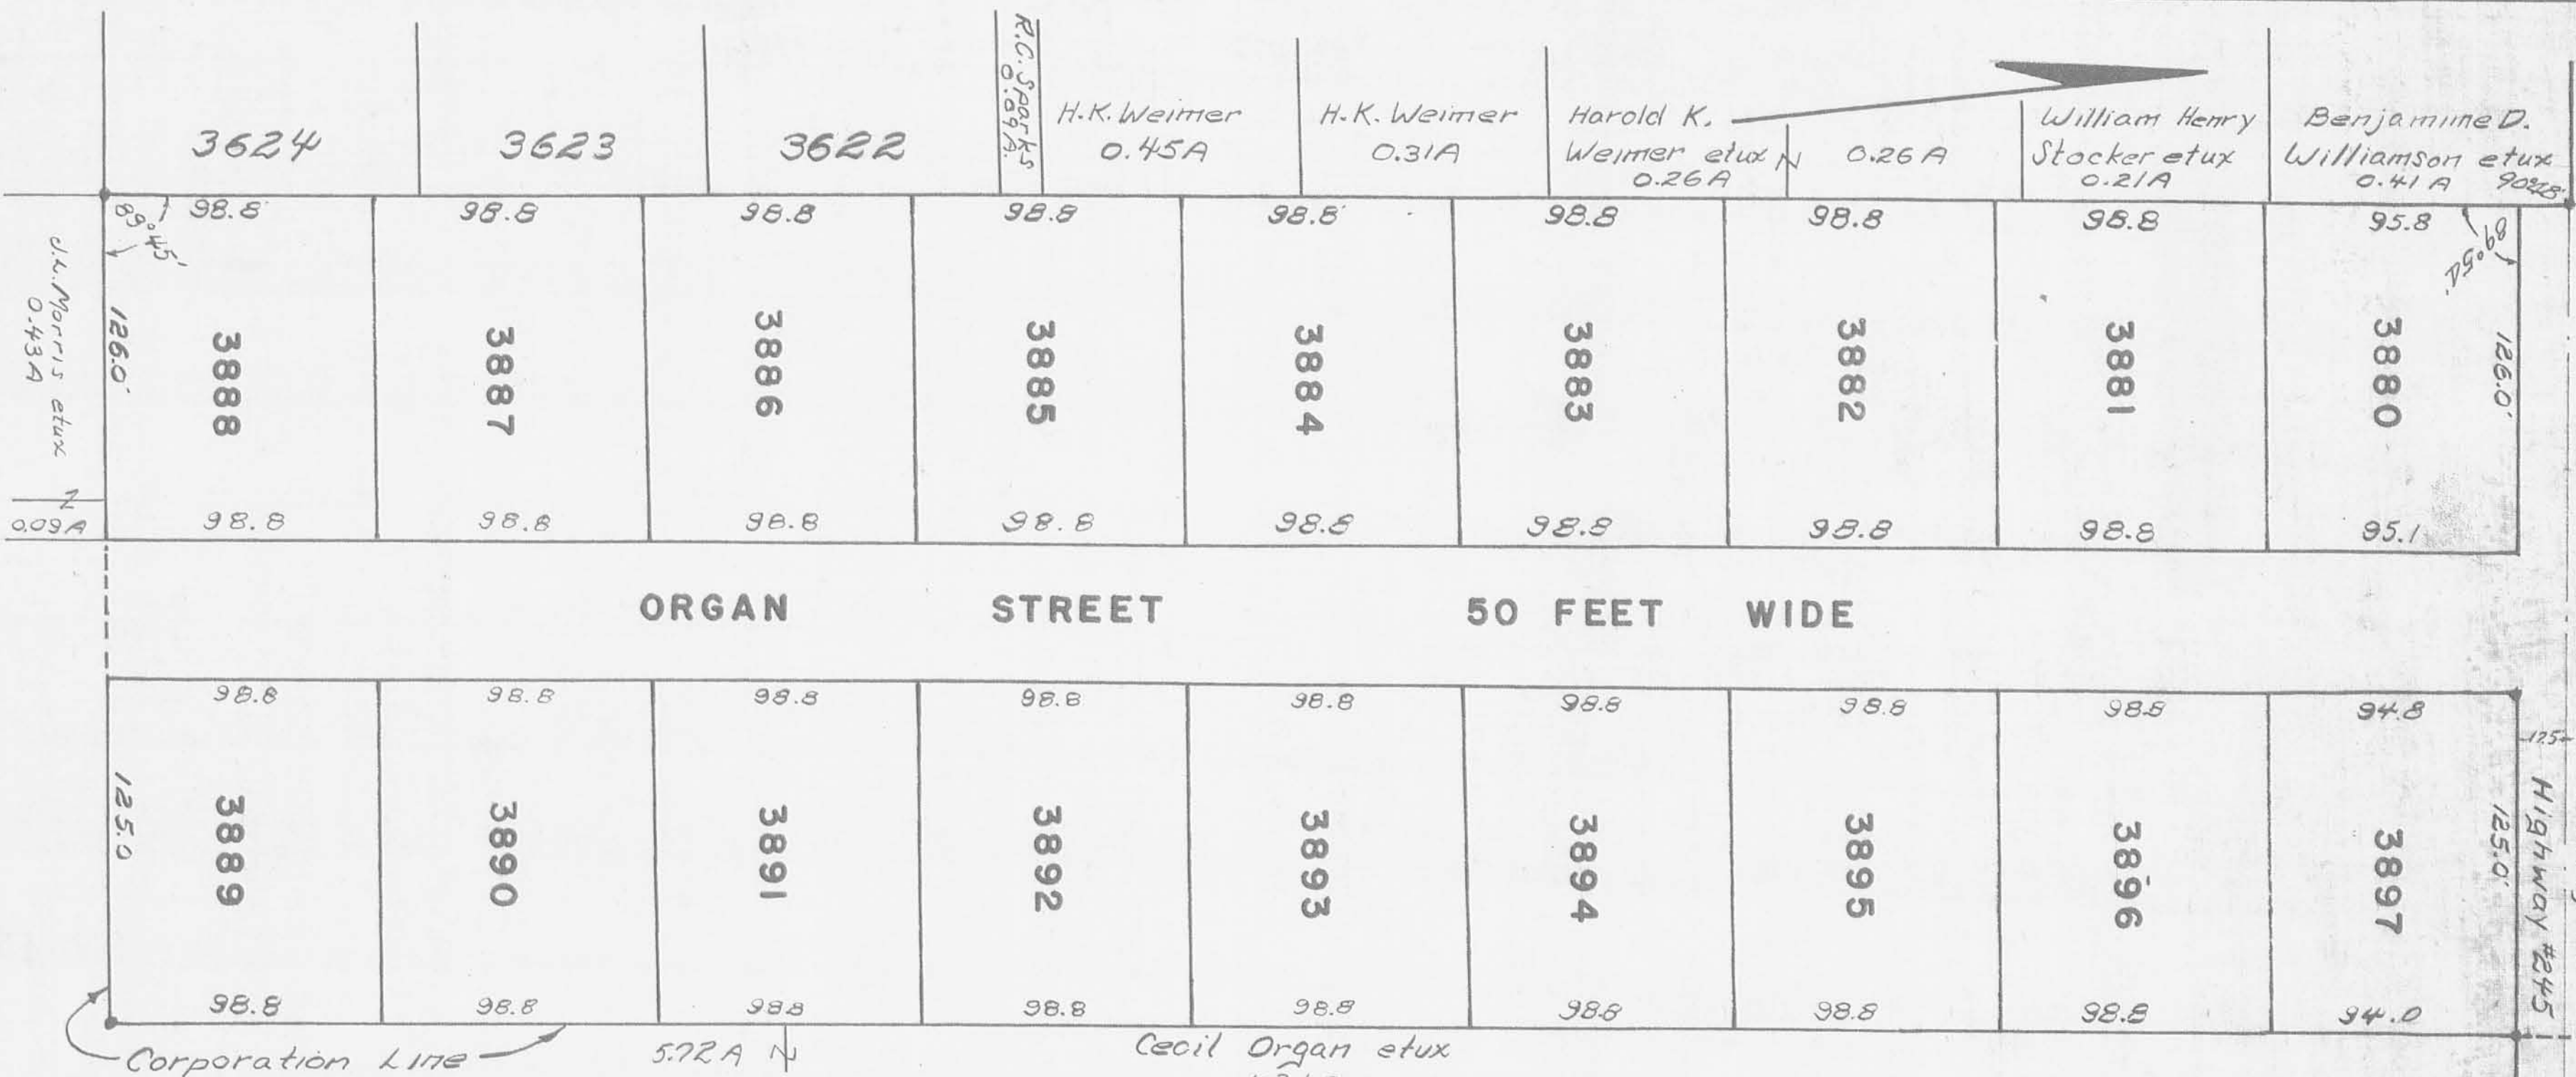 3624
3623
3622
R.C. Sparks
0.09A.
H.K. Weimer
0.45A
H.K. Weimer
0.31A
Harold K.
Weimer etux
0.26A
0.26A
William Henry
Stocker etux
0.21A
Benjamine D.
Williamson etux
0.41A
98.8
98.8
98.8
98.8
98.8
98.8
98.8
98.8
95.8
89°45'
J.L. Morris etux
0.43A
126.0'
3888
3887
3886
3885
3884
3883
3882
3881
3880
126.0'
0.09A
98.8
98.8
98.8
98.8
98.8
98.8
98.8
98.8
95.1
ORGAN STREET 50 FEET WIDE
98.8
98.8
98.8
98.8
98.8
98.8
98.8
98.8
94.8
125.0
3889
3890
3891
3892
3893
3894
3895
3896
3897
125.0'
Highway #245
98.8
98.8
98.8
98.8
98.8
98.8
98.8
98.8
94.0
Corporation Line
5.72A
Cecil Organ etux